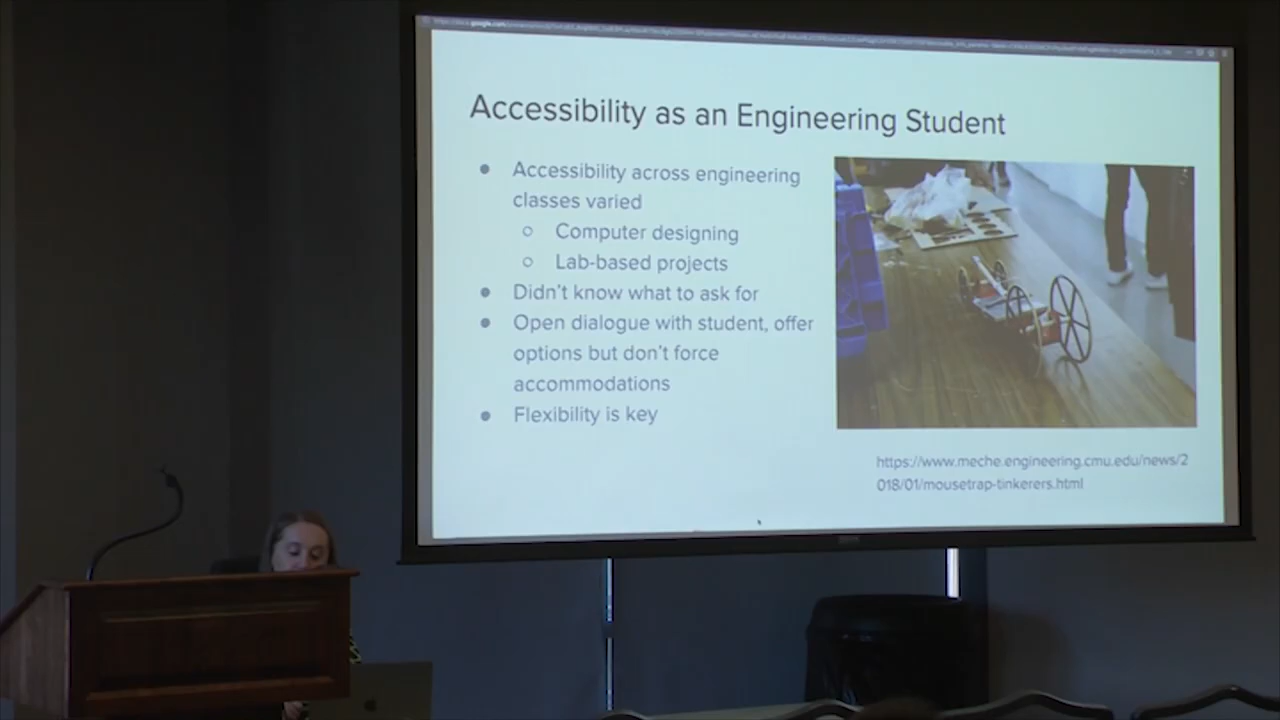 Accessibility as an Engineering Student
● Accessibility across engineering
classes varied
○ Computer designing
○ Lab-based projects
● Didn't know what to ask for
● Open dialogue with student, offer
options but don't force
accommodations
● Flexibility is key
https://www.meche.engineering.cmu.edu/news/2
018/01/mousetrap-tinkerers.html